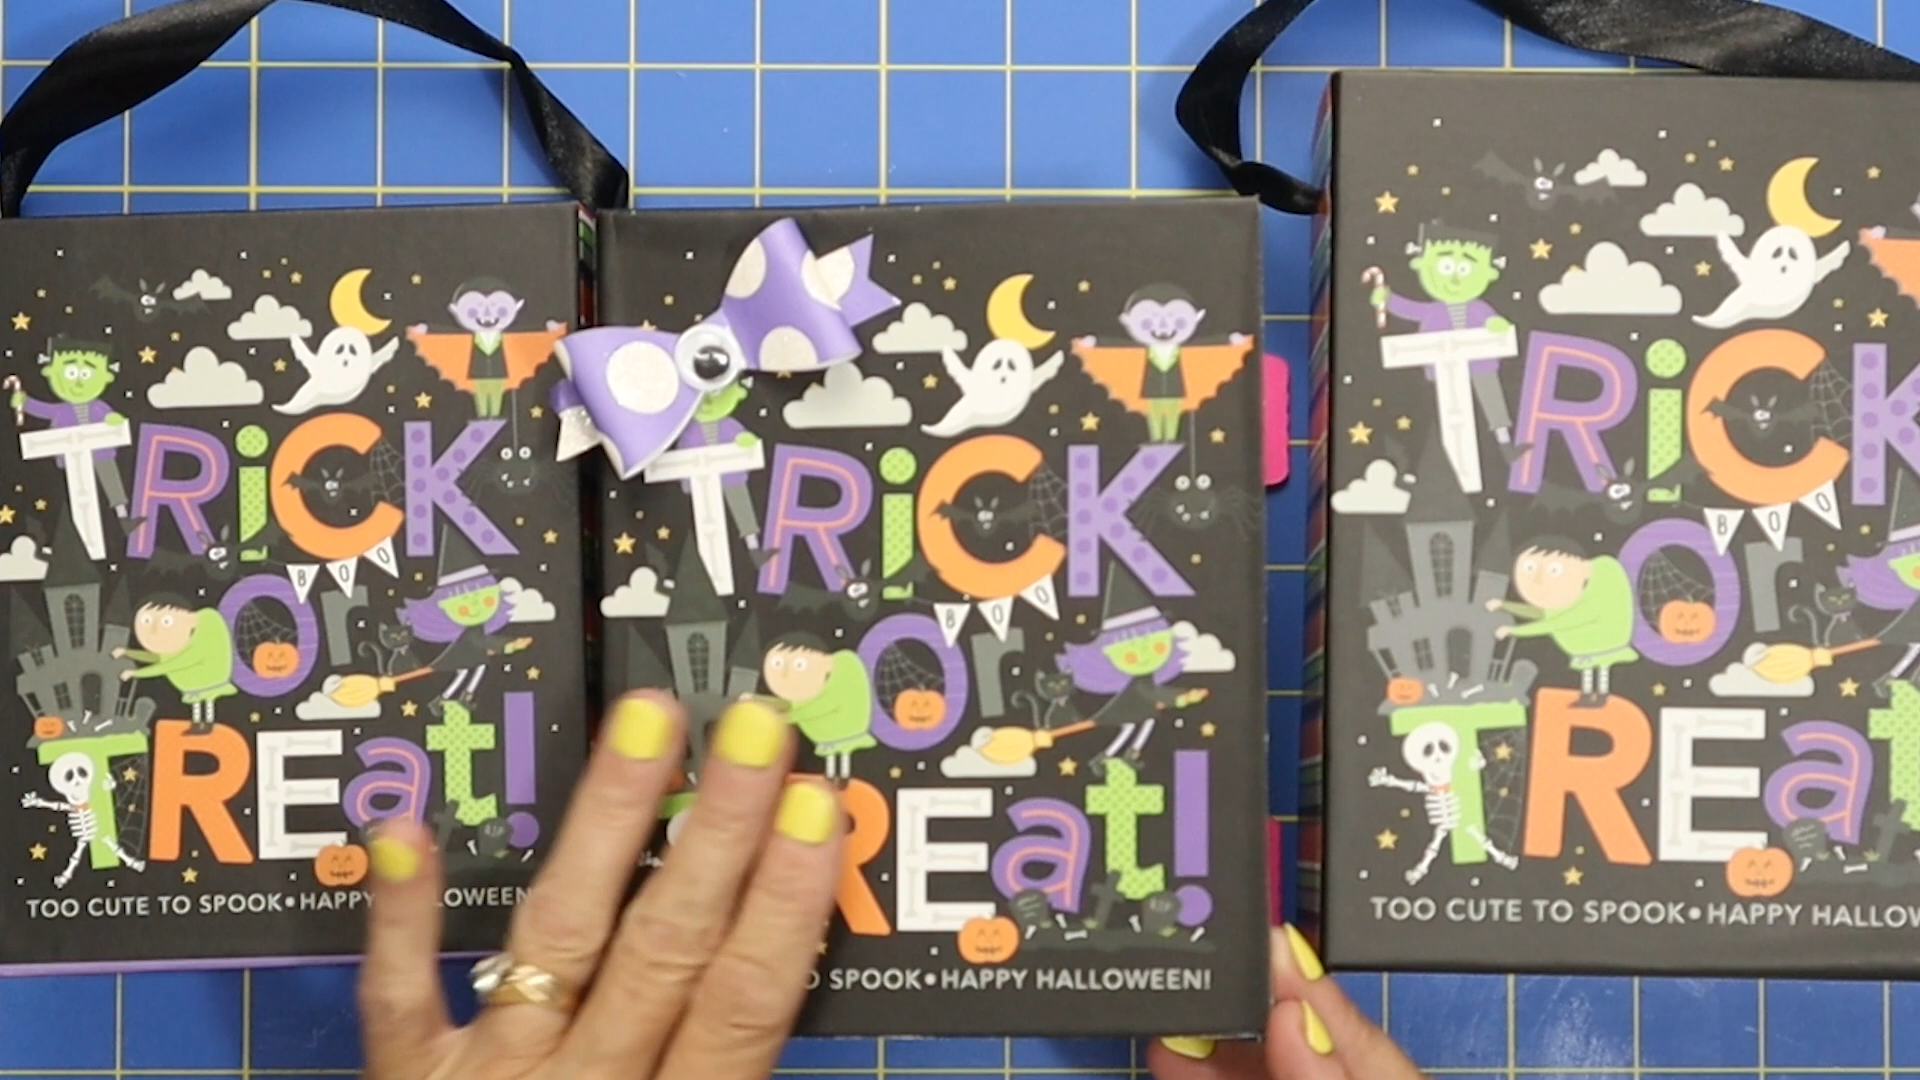 TRiCK
BOO
Or
TREat!
TOO CUTE TO SPOOK•HAPPY HALLOWEEN
TRiCK
BOO
Or
REat!
SPOOK•HAPPY HALLOWEEN!
TRiCK
BOO
Or
TREat
TOO CUTE TO SPOOK•HAPPY HALLOW